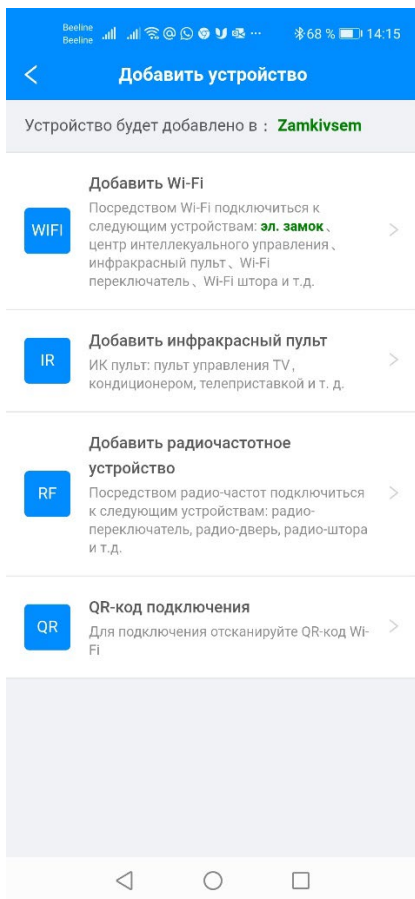 Beeline
Beeline
68 % 14:15
Добавить устройство
Устройство будет добавлено в： Zamkivsem
Добавить Wi-Fi
WIFI
Посредством Wi-Fi подключиться к
следующим устройствам: эл. замок、
центр интеллекуального управления、
инфракрасный пульт、Wi-Fi
переключатель、Wi-Fi штора и т.д.
Добавить инфракрасный пульт
IR
ИК пульт: пульт управления TV，
кондиционером, телеприставкой и т. д.
Добавить радиочастотное
устройство
RF
Посредством радио-частот подключиться
к следующим устройствам: радио-
переключатель, радио-дверь, радио-штора
и т.д.
QR-код подключения
QR
Для подключения отсканируйте QR-код Wi-
Fi